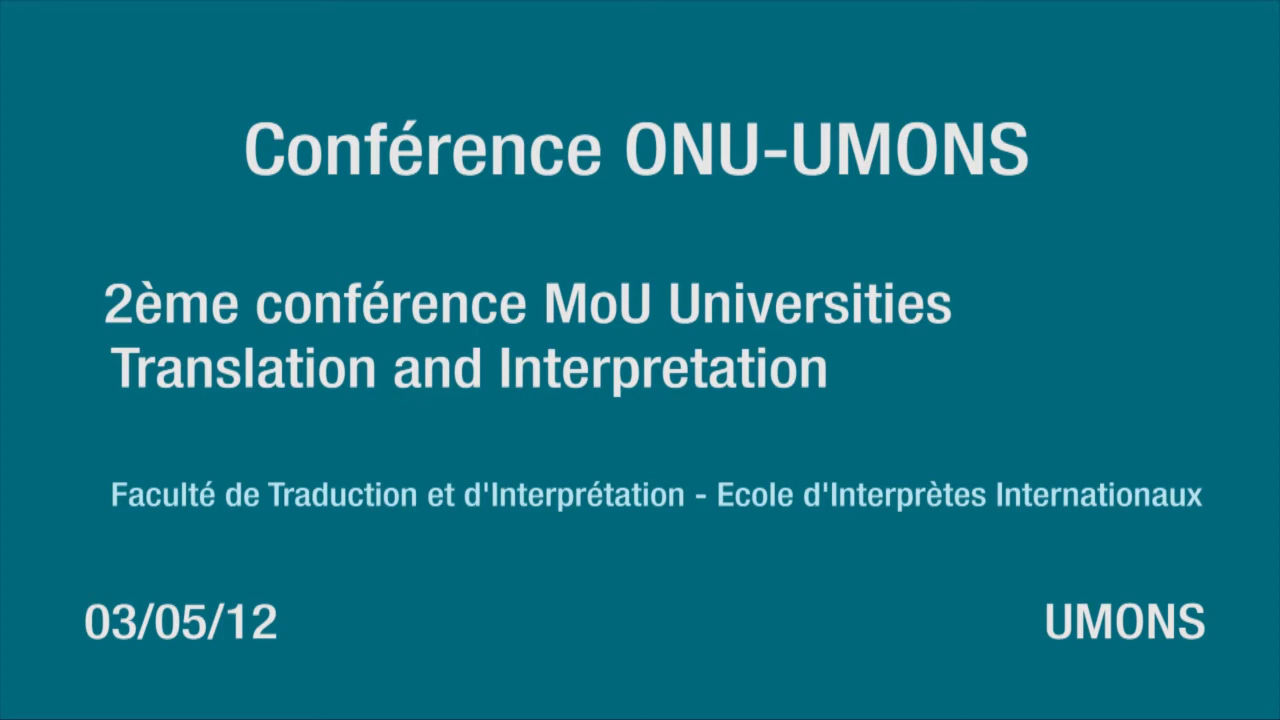 Conférence ONU-UMONS
2ème conférence MoU Universities
Translation and Interpretation
Faculté de Traduction et d'Interprétation - Ecole d'Interprètes Internationaux
03/05/12
UMONS